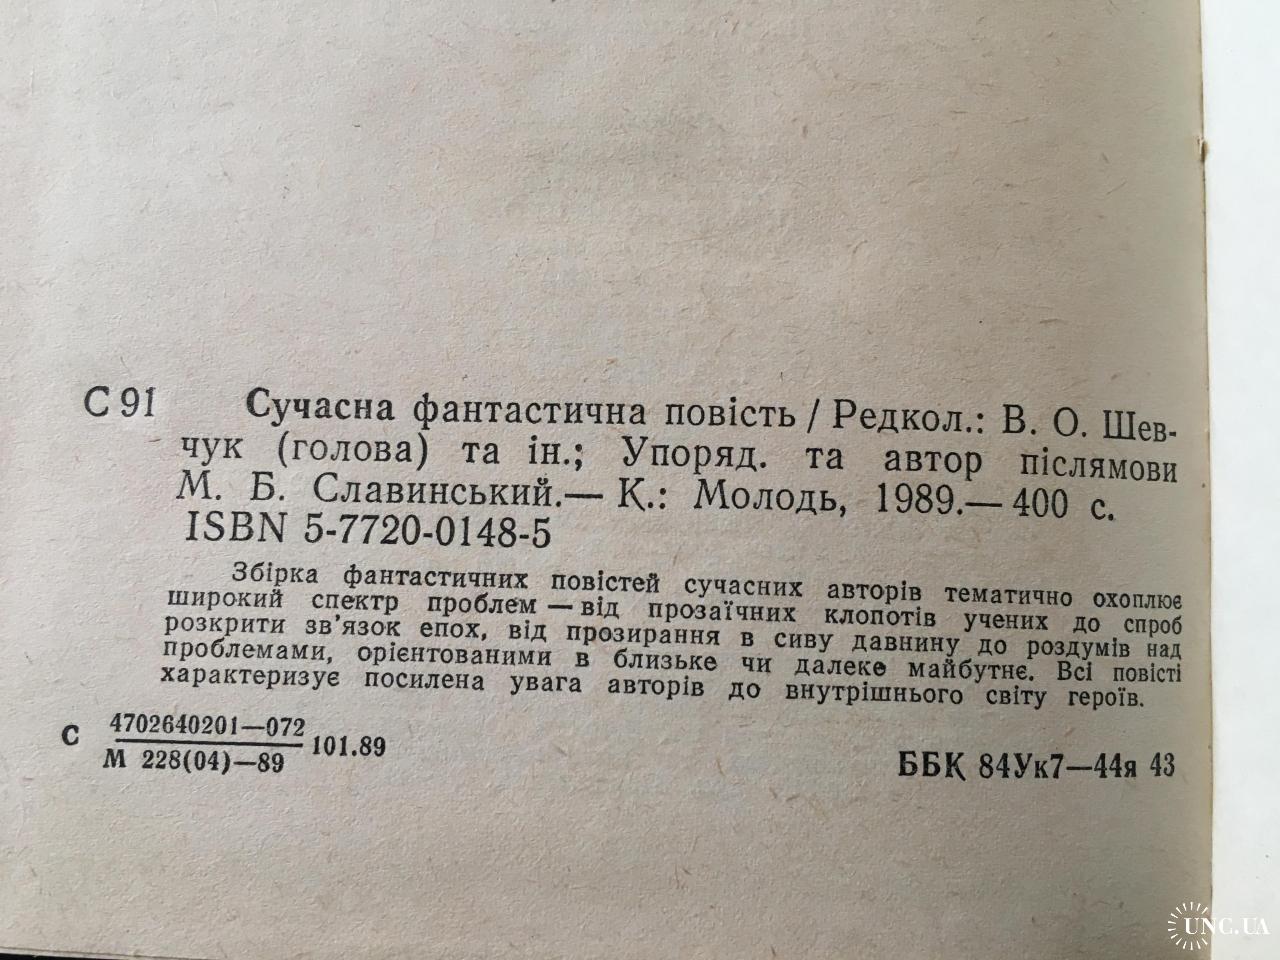 С 91 Сучасна фантастична повість / Редкол.: В. О. Шев-
чук (голова) та ін.; Упоряд. та автор післямови
М. Б. Славинський.— К.: Молодь, 1989.— 400 с.
ISBN 5-7720-0148-5
Збірка фантастичних повістей сучасних авторів тематично охоплює
широкий спектр проблем — від прозаїчних клопотів учених до спроб
розкрити зв'язок епох, від прозирання в сиву давнину до роздумів над
проблемами, орієнтованими в близьке чи далеке майбутнє. Всі повісті
характеризує посилена увага авторів до внутрішнього світу героїв.
С 4702640201—072
М 228(04)—89
101.89
ББК 84Ук7—44я 43
UNC.UA